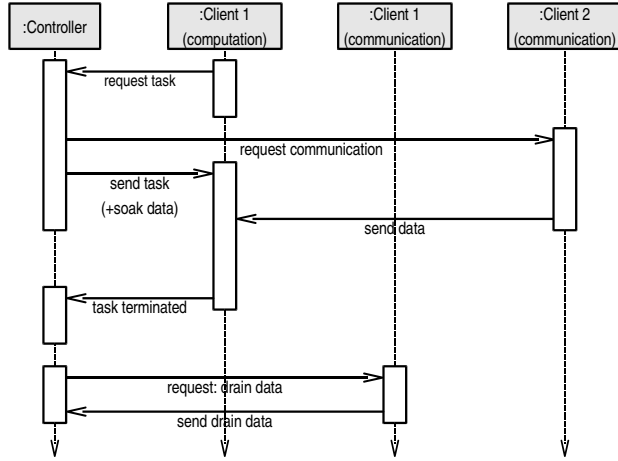 :Controller
:Client 1
(computation)
:Client 1
(communication)
:Client 2
(communication)
request task
request communication
send task
(+soak data)
send data
task terminated
request: drain data
send drain data